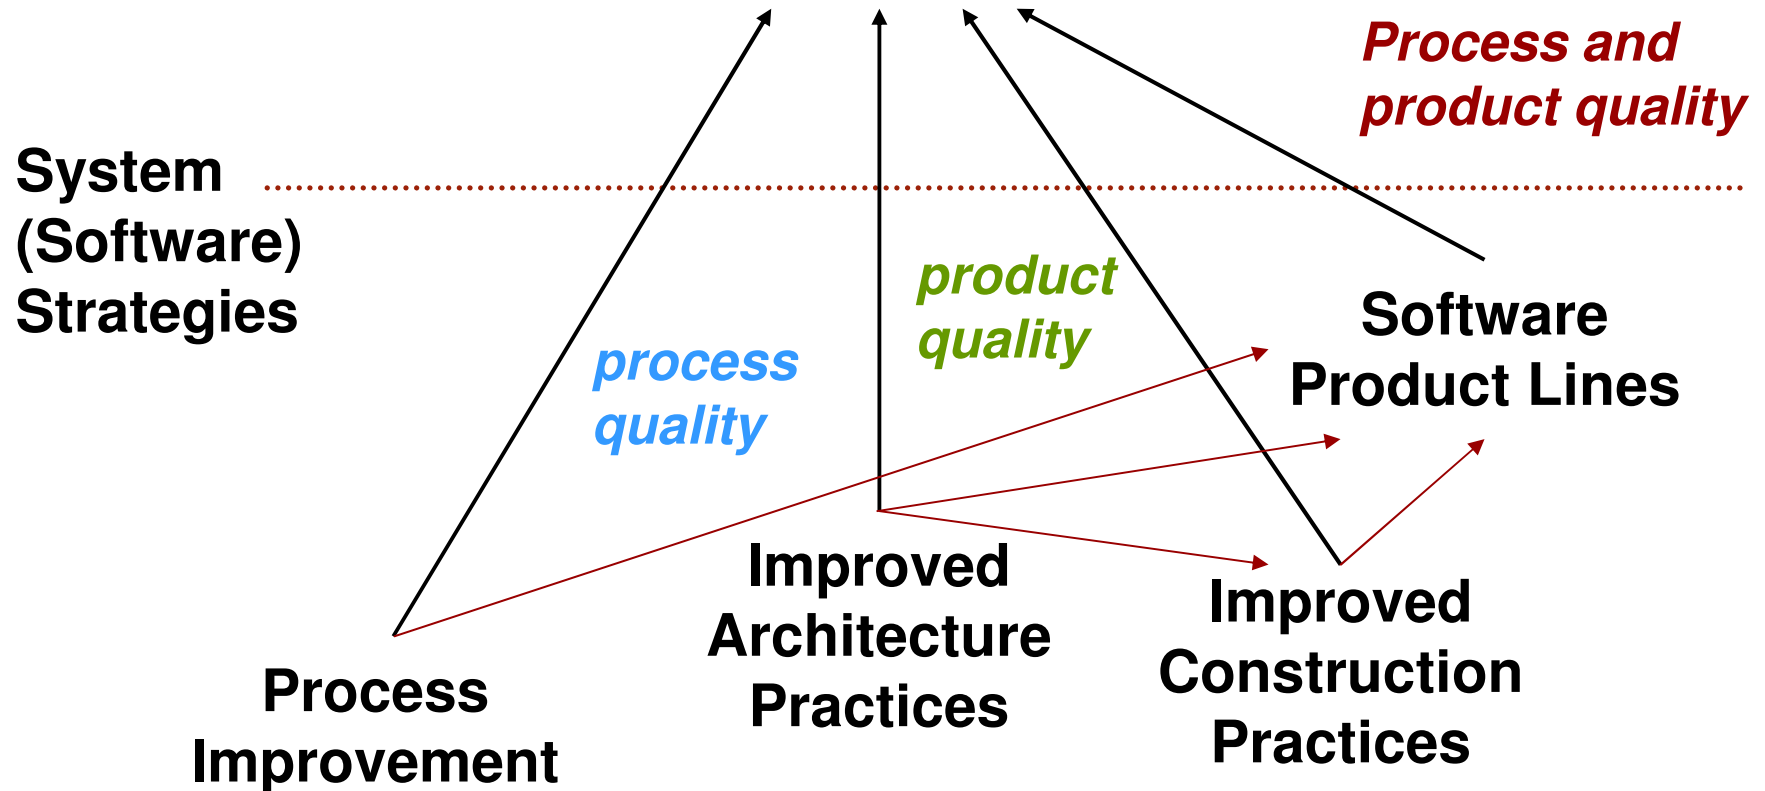 Process and
product quality
System
(Software)
Strategies
product
quality
process
quality
Software
Product Lines
Improved
Architecture
Practices
Improved
Construction
Practices
Process
Improvement